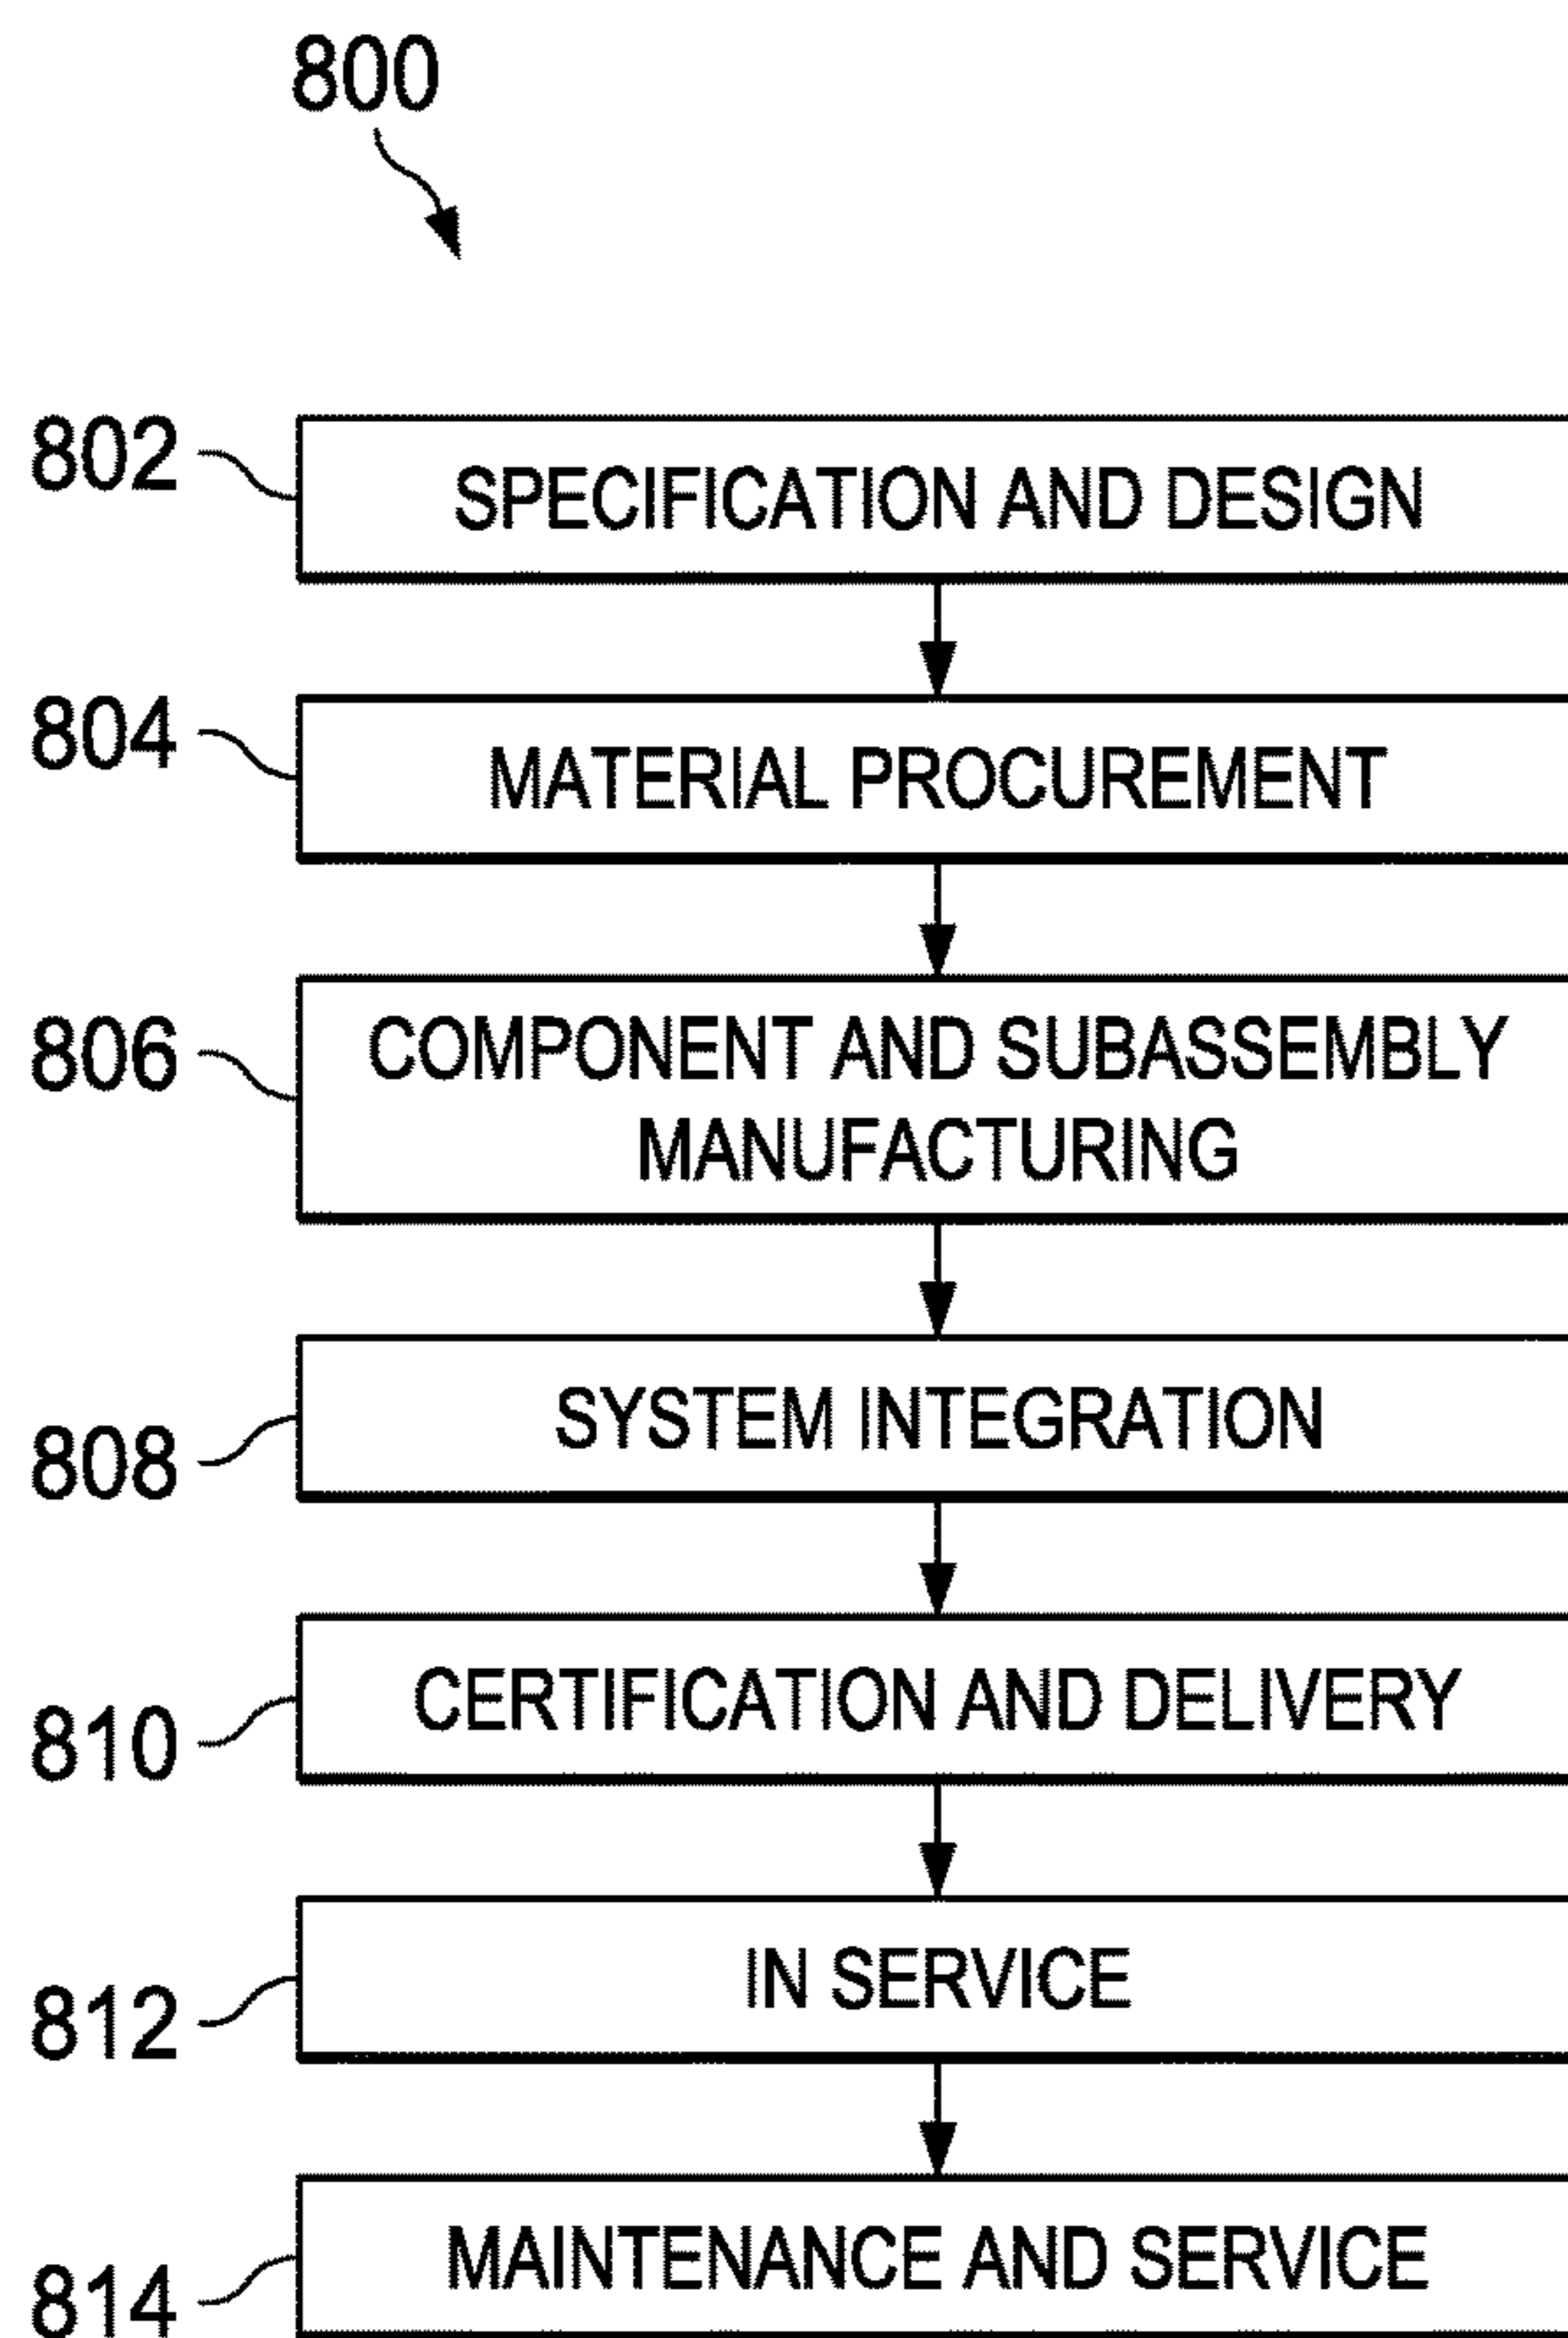 800
802
SPECIFICATION AND DESIGN
804
MATERIAL PROCUREMENT
806
COMPONENT AND SUBASSEMBLY
MANUFACTURING
808
SYSTEM INTEGRATION
810
CERTIFICATION AND DELIVERY
812
IN SERVICE
814
MAINTENANCE AND SERVICE